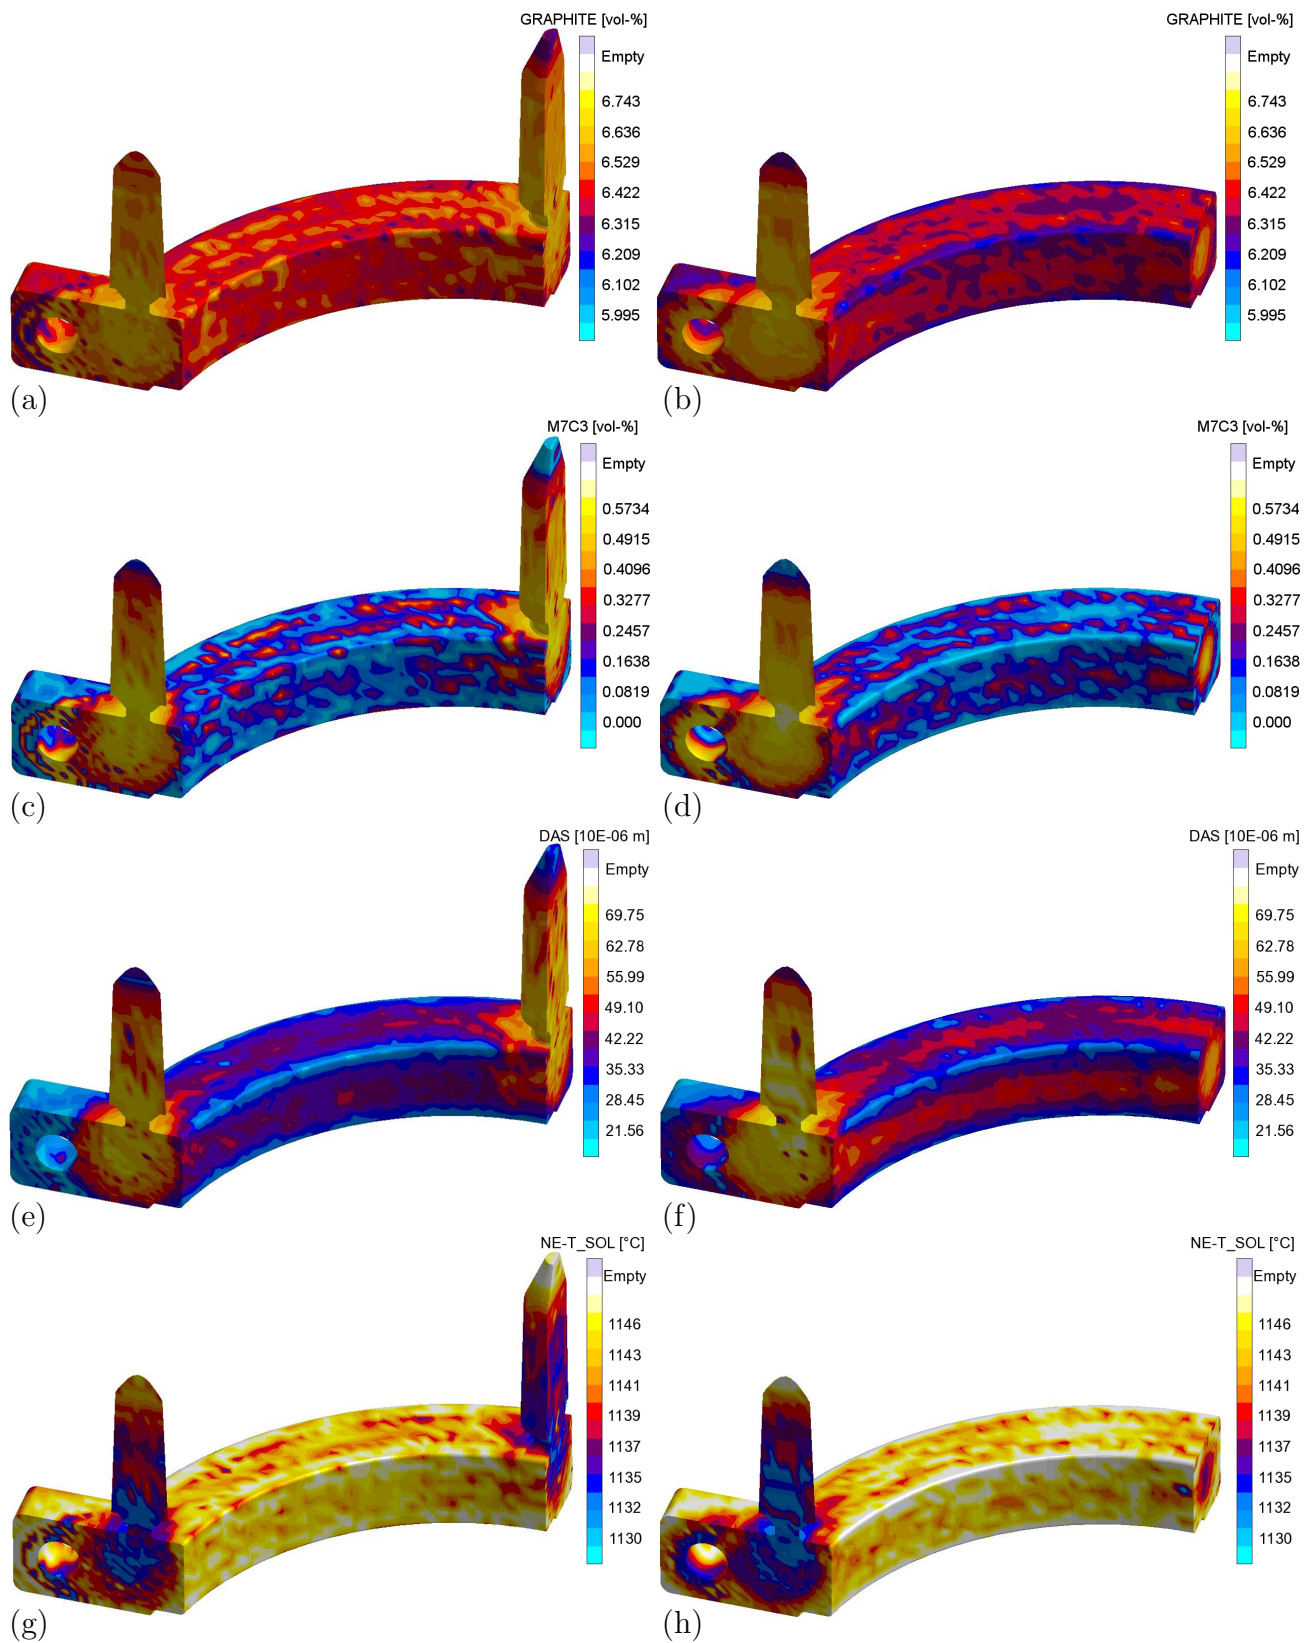 GRAPHITE [vol-%]
Empty
6.743
6.636
6.529
6.422
6.315
6.209
6.102
5.995
(a)
GRAPHITE [vol-%]
Empty
6.743
6.636
6.529
6.422
6.315
6.209
6.102
5.995
(b)
M7C3 [vol-%]
Empty
0.5734
0.4915
0.4096
0.3277
0.2457
0.1638
0.0819
0.000
(c)
M7C3 [vol-%]
Empty
0.5734
0.4915
0.4096
0.3277
0.2457
0.1638
0.0819
0.000
(d)
DAS [10E-06 m]
Empty
69.75
62.78
55.99
49.10
42.22
35.33
28.45
21.56
(e)
DAS [10E-06 m]
Empty
69.75
62.78
55.99
49.10
42.22
35.33
28.45
21.56
(f)
NE-T_SOL [°C]
Empty
1146
1143
1141
1139
1137
1135
1132
1130
(g)
NE-T_SOL [°C]
Empty
1146
1143
1141
1139
1137
1135
1132
1130
(h)